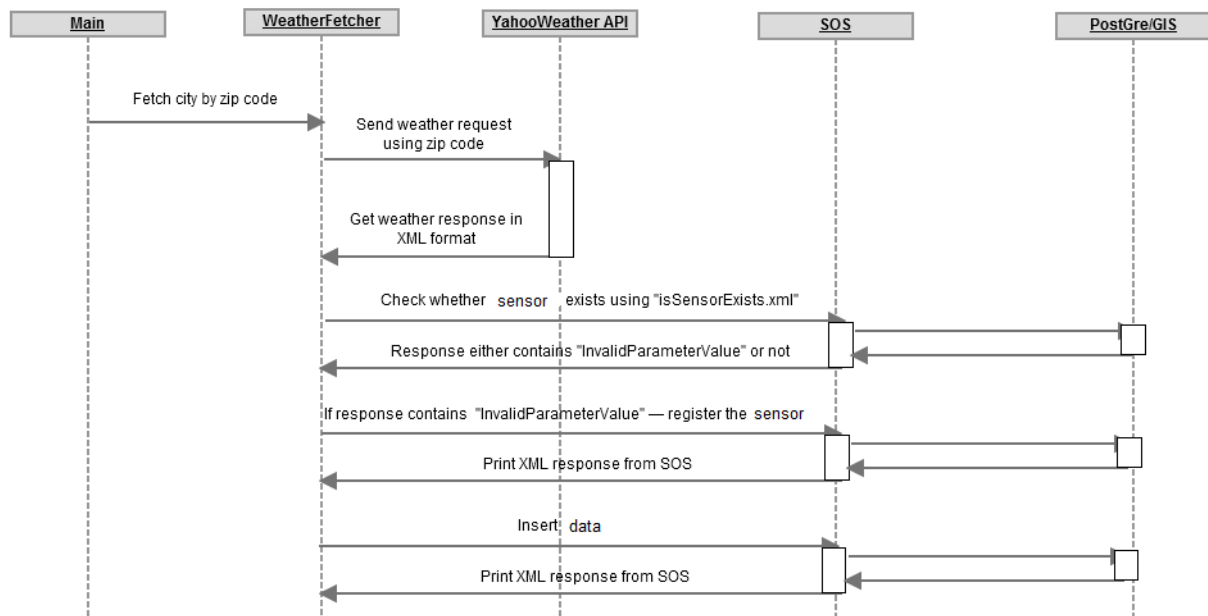 Main
WeatherFetcher
YahooWeather API
SOS
PostGre/GIS
Fetch city by zip code
Send weather request
using zip code
Get weather response in
XML format
Check whether sensor exists using "isSensorExists.xml"
Response either contains "InvalidParameterValue" or not
If response contains "InvalidParameterValue" — register the sensor
Print XML response from SOS
Insert data
Print XML response from SOS